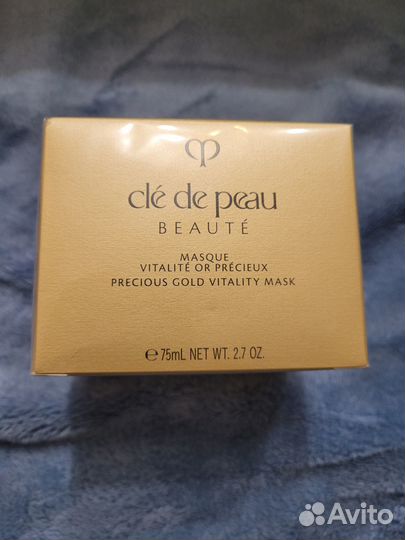 clé de peau
BEAUTÉ
MASQUE
VITALITÉ OR PRÉCIEUX
PRECIOUS GOLD VITALITY MASK
℮75mL NET WT. 2.7 OZ.
Avito